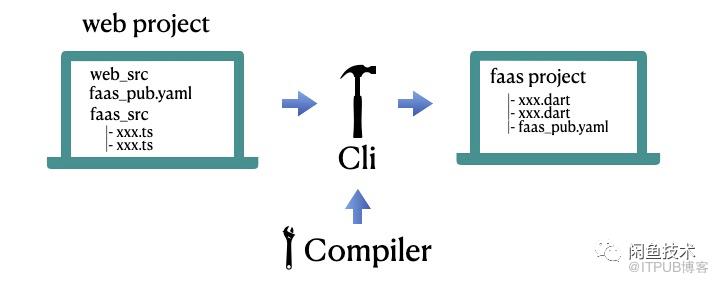 web project
web_src
faas_pub.yaml
faas_src
|- xxx.ts
|- xxx.ts
Cli
Compiler
faas project
|- xxx.dart
|- xxx.dart
|- faas_pub.yaml
闲鱼技术
@ITPUB博客